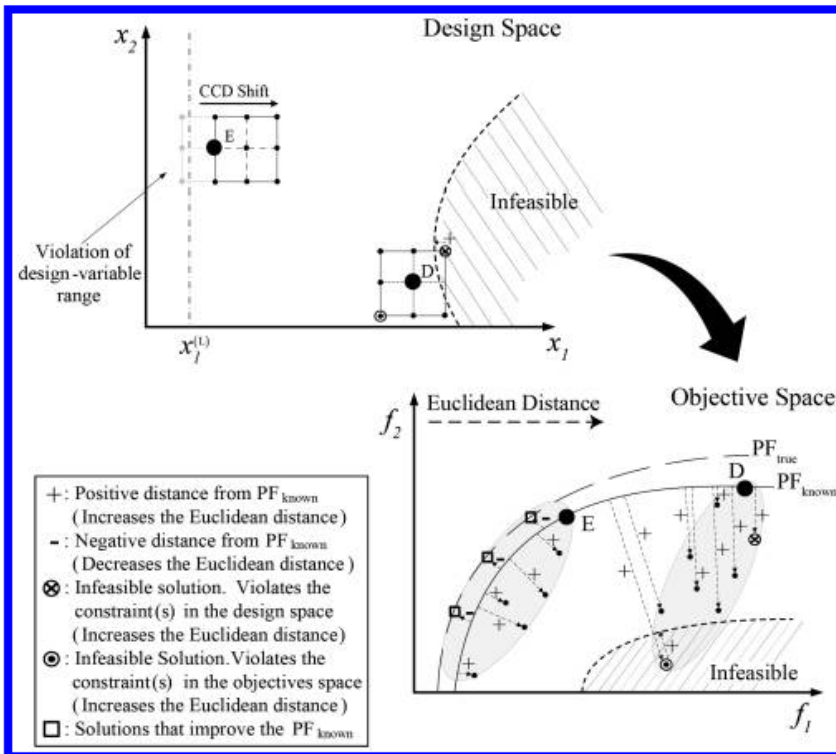 Design Space
x2
CCD Shift
E
Infeasible
Violation of
design-variable
range
D
x1(L)
x1
Objective Space
Euclidean Distance
f2
PFtrue
D
PFknown
E
Infeasible
f1
+: Positive distance from PF known
(Increases the Euclidean distance)
-: Negative distance from PF known
(Decreases the Euclidean distance)
⊗: Infeasible solution. Violates the
constraint(s) in the design space
(Increases the Euclidean distance)
⊙: Infeasible Solution.Violates the
constraint(s) in the objectives space
(Increases the Euclidean distance)
□: Solutions that improve the PF known